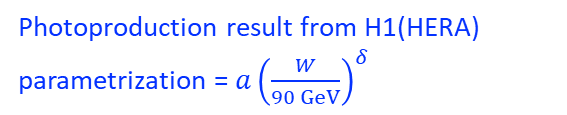 Photoproduction result from H1(HERA)
parametrization = a (W / 90 GeV)^δ